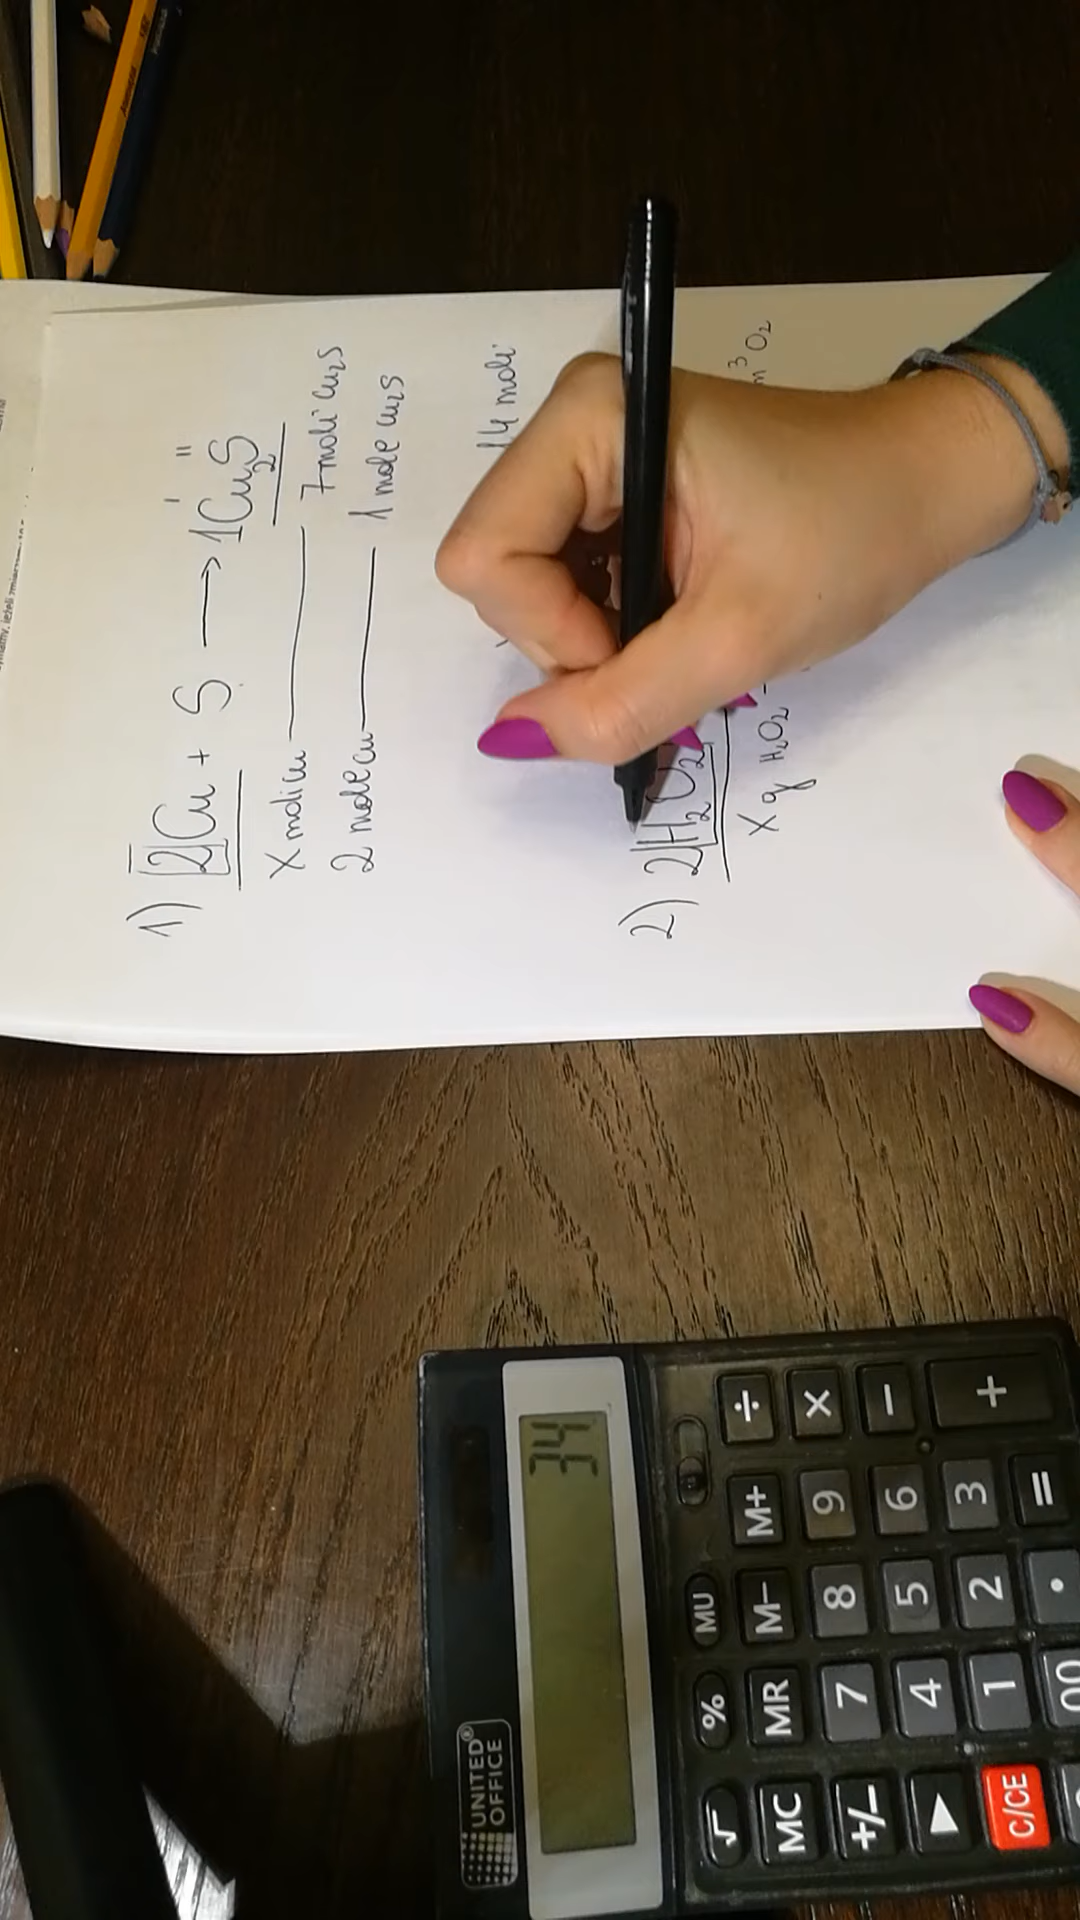 1) 2Cu + S → 1Cu₂S
I II
x moli Cu — 7 moli Cu₂S
2 mole Cu — 1 mole Cu₂S
14 moli
2) 2H₂O₂
x g H₂O₂ — m³ O₂
34
UNITED OFFICE®
√ % MU
MC MR M− M+ ÷
+/− 7 8 9 ×
▶ 4 5 6 −
C/CE 1 2 3 +
00 . =